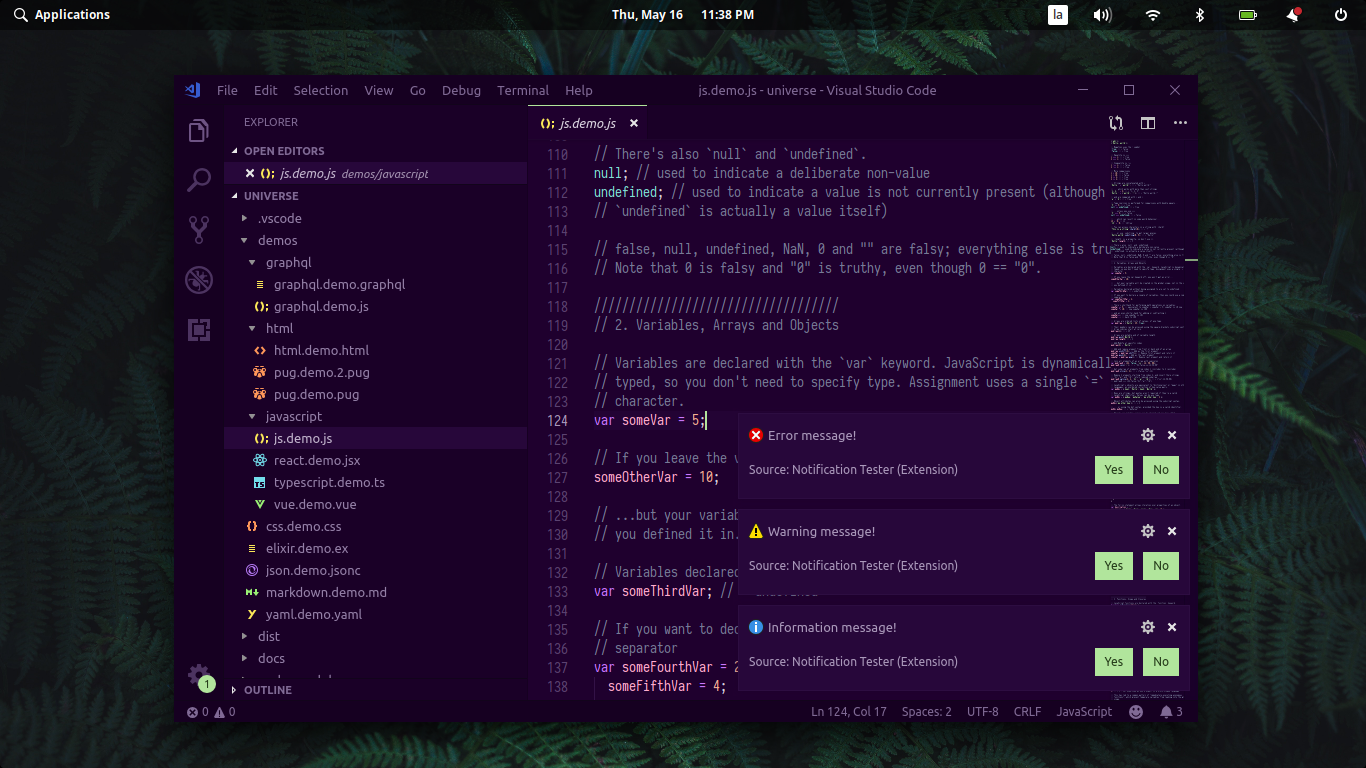 Applications
Thu, May 16 11:38 PM
la
File Edit Selection View Go Debug Terminal Help
js.demo.js - universe - Visual Studio Code
EXPLORER
OPEN EDITORS
js.demo.js demos/javascript
UNIVERSE
.vscode
demos
graphql
graphql.demo.graphql
graphql.demo.js
html
html.demo.html
pug.demo.2.pug
pug.demo.pug
javascript
js.demo.js
react.demo.jsx
typescript.demo.ts
vue.demo.vue
css.demo.css
elixir.demo.ex
json.demo.jsonc
markdown.demo.md
yaml.demo.yaml
dist
docs
OUTLINE
1
js.demo.js
110 // There's also `null` and `undefined`.
111 null; // used to indicate a deliberate non-value
112 undefined; // used to indicate a value is not currently present (although
113 // `undefined` is actually a value itself)
114
115 // false, null, undefined, NaN, 0 and "" are falsy; everything else is tru
116 // Note that 0 is falsy and "0" is truthy, even though 0 == "0".
117
118 ///////////////////////////////////
119 // 2. Variables, Arrays and Objects
120
121 // Variables are declared with the `var` keyword. JavaScript is dynamicall
122 // typed, so you don't need to specify type. Assignment uses a single `=`
123 // character.
124 var someVar = 5;
125
126 // If you leave the v
127 someOtherVar = 10;
128
129 // ...but your variab
130 // you defined it in.
131
132 // Variables declared
133 var someThirdVar; //
134
135 // If you want to dec
136 // separator
137 var someFourthVar = 2
138 someFifthVar = 4;
Error message!
Source: Notification Tester (Extension)
Yes No
Warning message!
Source: Notification Tester (Extension)
Yes No
Information message!
Source: Notification Tester (Extension)
Yes No
0 0
Ln 124, Col 17 Spaces: 2 UTF-8 CRLF JavaScript 3